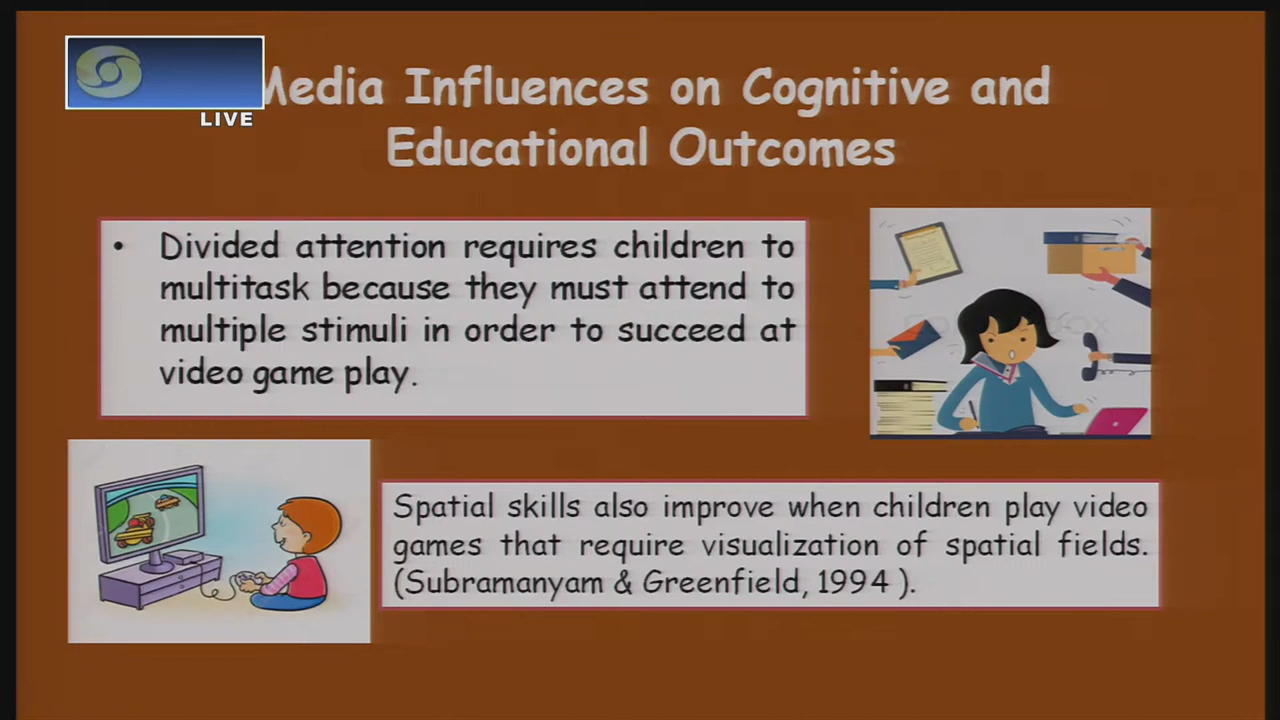 LIVE
Media Influences on Cognitive and
Educational Outcomes
• Divided attention requires children to
multitask because they must attend to
multiple stimuli in order to succeed at
video game play.
Spatial skills also improve when children play video
games that require visualization of spatial fields.
(Subramanyam & Greenfield, 1994 ).